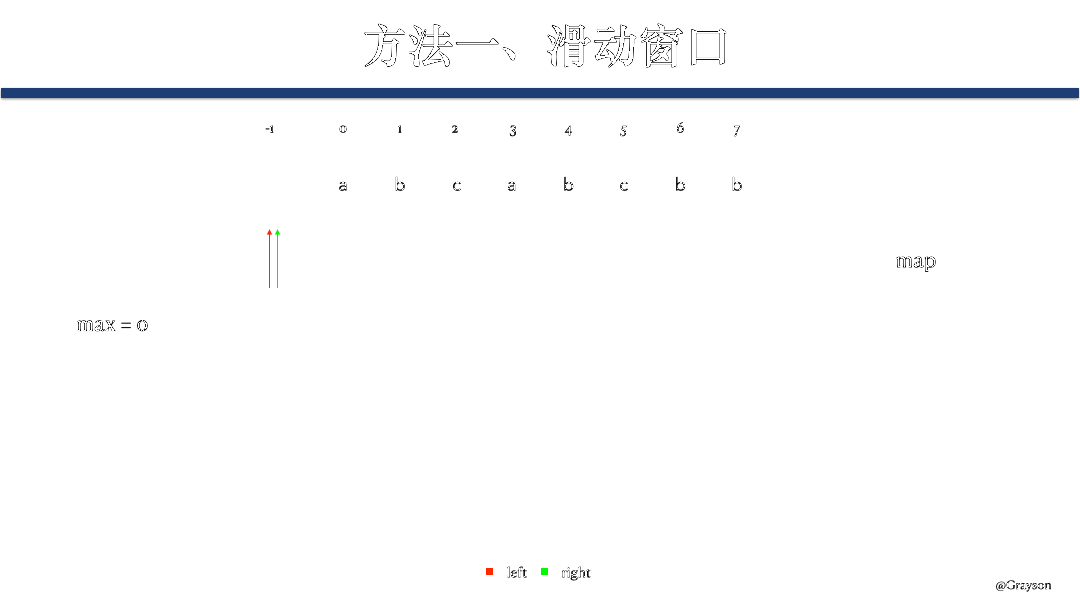 方法一、滑动窗口
-1 0 1 2 3 4 5 6 7
a b c a b c b b
map
max = 0
left right
@Grayson